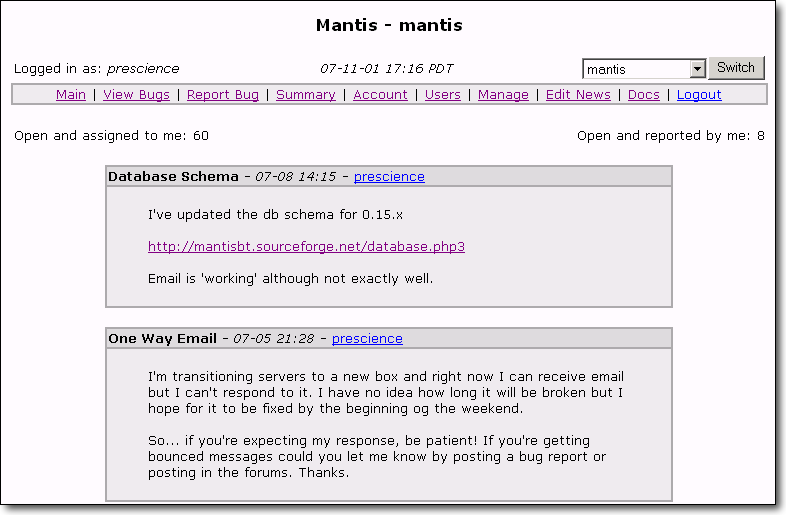 Mantis - mantis
Logged in as: prescience 07-11-01 17:16 PDT mantis Switch
Main | View Bugs | Report Bug | Summary | Account | Users | Manage | Edit News | Docs | Logout
Open and assigned to me: 60 Open and reported by me: 8
Database Schema - 07-08 14:15 - prescience
I've updated the db schema for 0.15.x
http://mantisbt.sourceforge.net/database.php3
Email is 'working' although not exactly well.
One Way Email - 07-05 21:28 - prescience
I'm transitioning servers to a new box and right now I can receive email
but I can't respond to it. I have no idea how long it will be broken but I
hope for it to be fixed by the beginning og the weekend.
So... if you're expecting my response, be patient! If you're getting
bounced messages could you let me know by posting a bug report or
posting in the forums. Thanks.